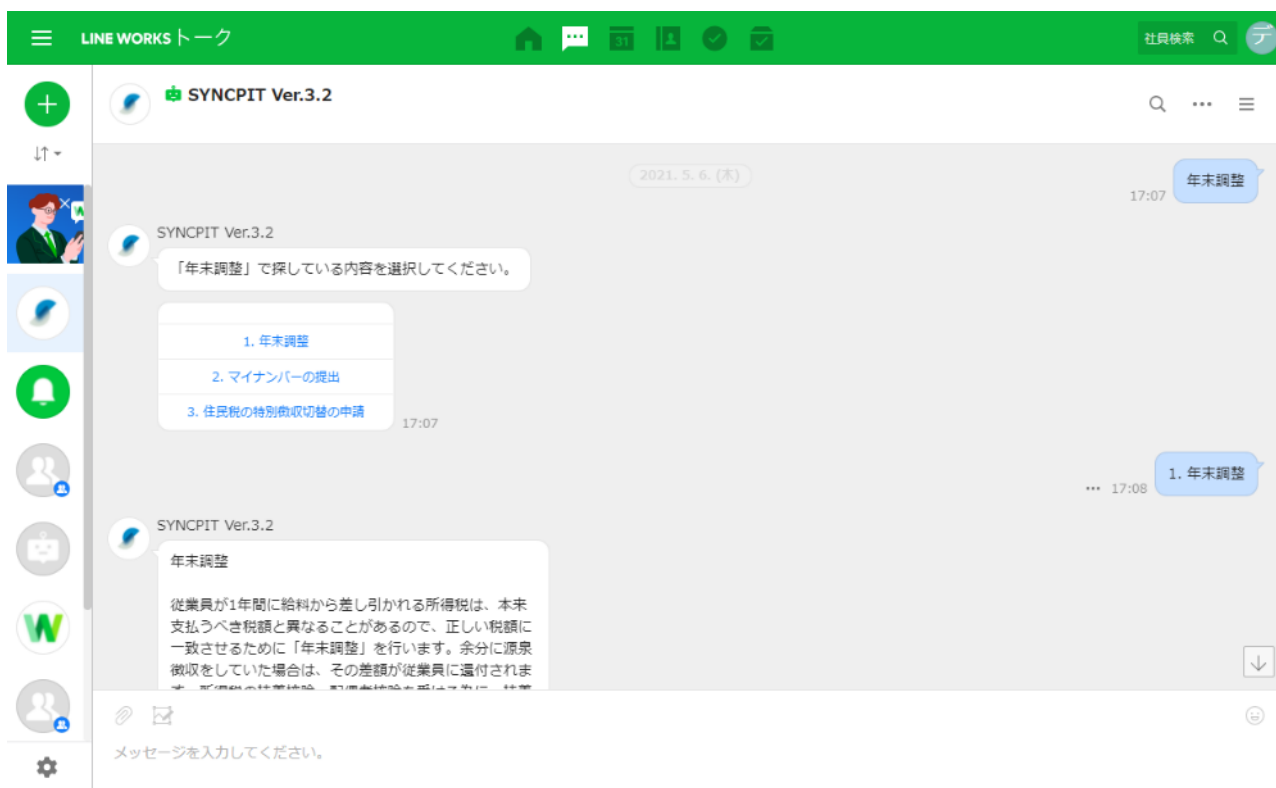 LINE WORKS トーク
31
社員検索
デ
SYNCPIT Ver.3.2
2021. 5. 6. (木)
年末調整
17:07
SYNCPIT Ver.3.2
「年末調整」で探している内容を選択してください。
1. 年末調整
2. マイナンバーの提出
3. 住民税の特別徴収切替の申請
17:07
1. 年末調整
17:08
SYNCPIT Ver.3.2
年末調整
従業員が1年間に給料から差し引かれる所得税は、本来
支払うべき税額と異なることがあるので、正しい税額に
一致させるために「年末調整」を行います。余分に源泉
徴収をしていた場合は、その差額が従業員に還付されま
メッセージを入力してください。